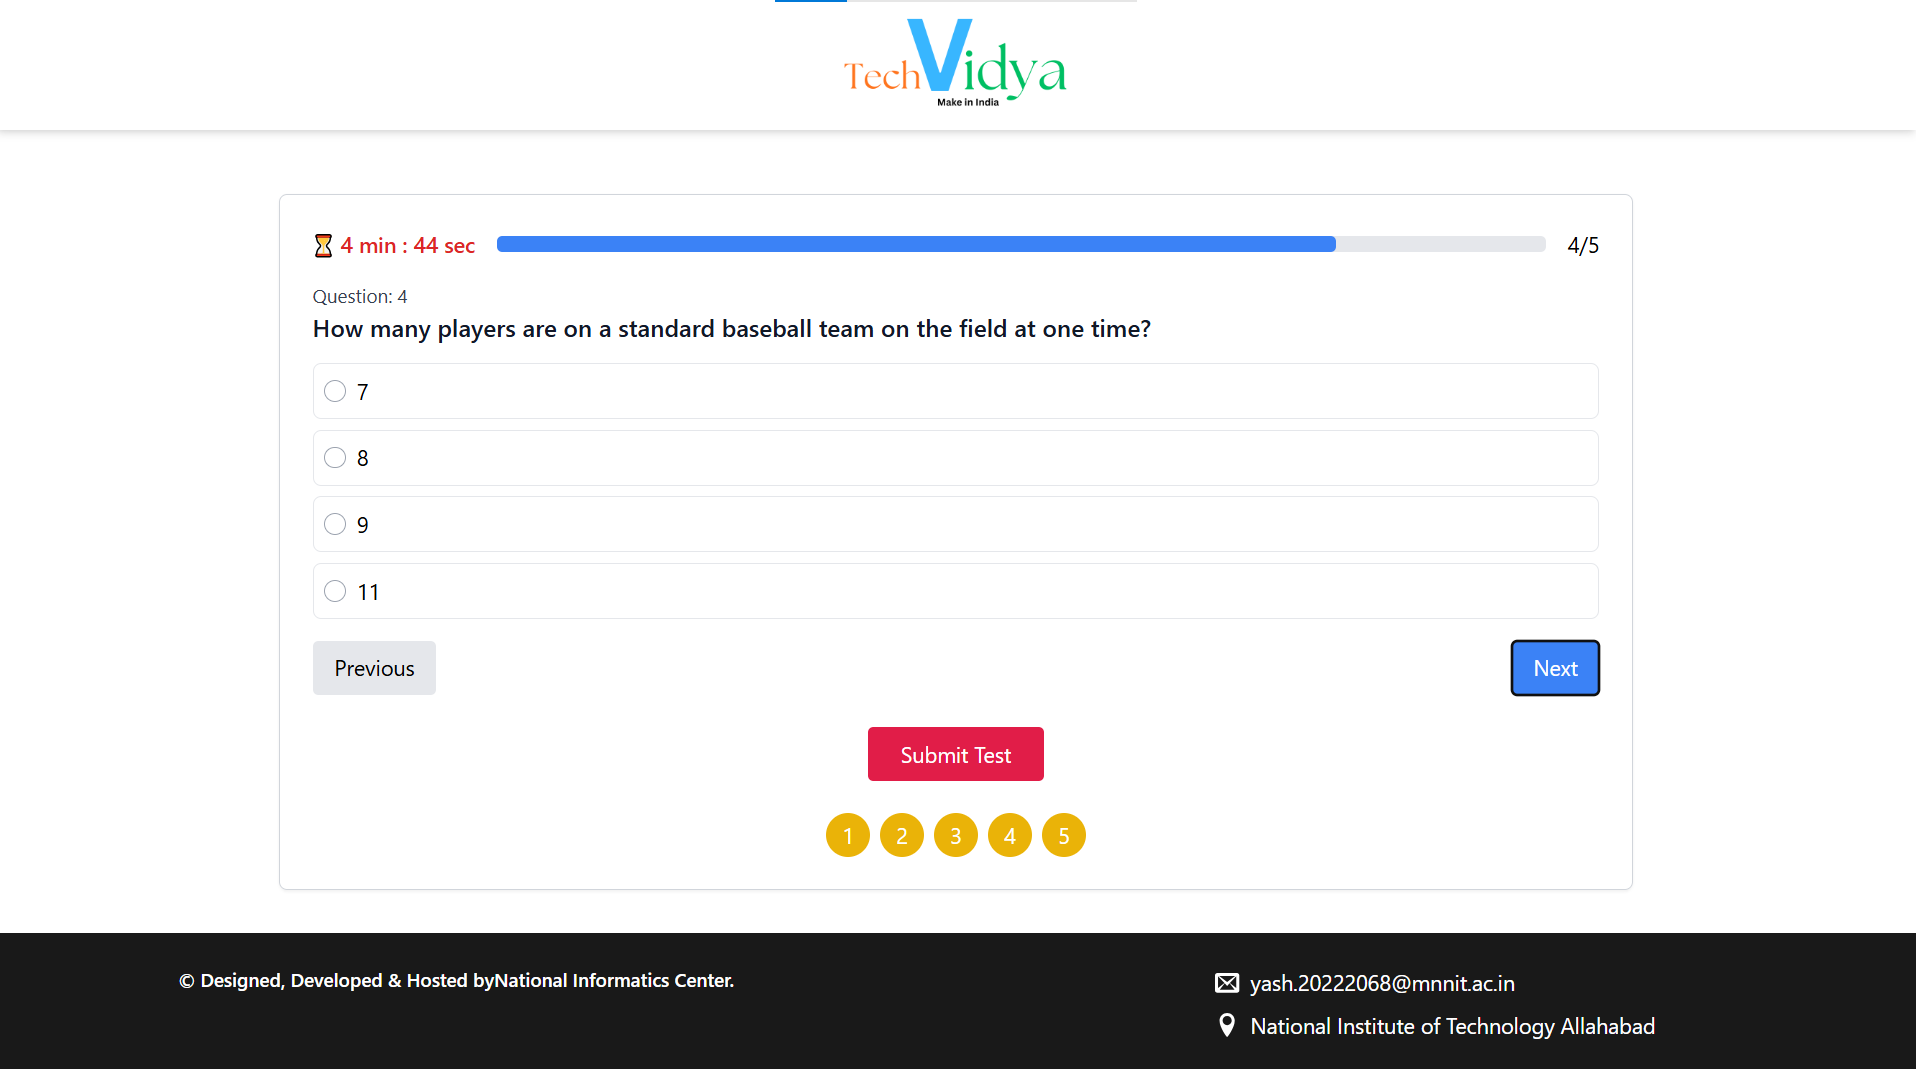 TechVidya
Make in India
4 min : 44 sec
4/5
Question: 4
How many players are on a standard baseball team on the field at one time?
7
8
9
11
Previous
Next
Submit Test
1 2 3 4 5
© Designed, Developed & Hosted byNational Informatics Center.
yash.20222068@mnnit.ac.in
National Institute of Technology Allahabad